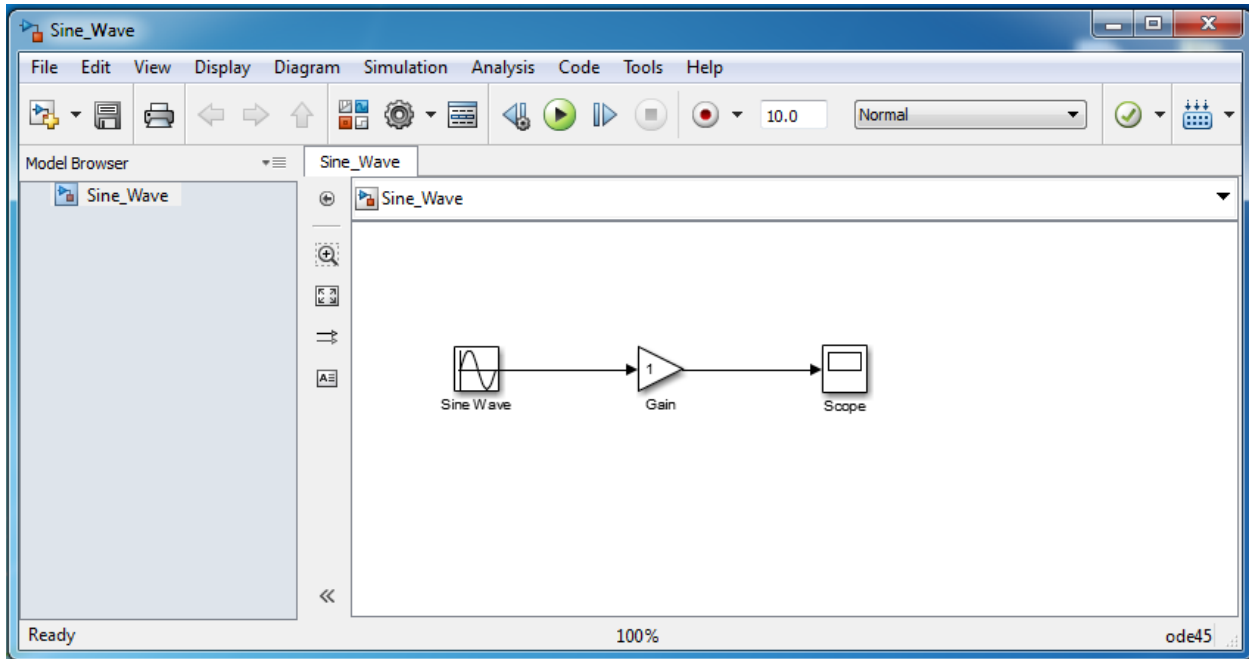 Sine_Wave
File Edit View Display Diagram Simulation Analysis Code Tools Help
10.0 Normal
Model Browser Sine_Wave
Sine_Wave Sine_Wave
1
Sine Wave Gain Scope
Ready 100% ode45